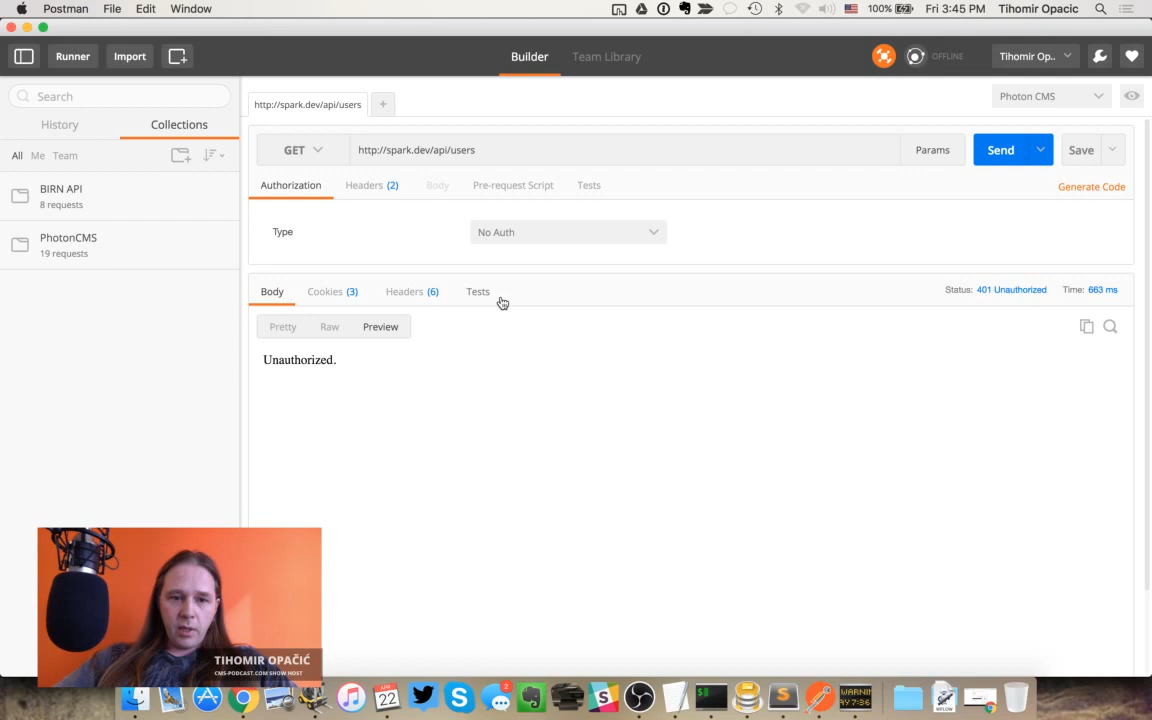 Postman File Edit Window 100% Fri 3:45 PM Tihomir Opacic
Runner Import Builder Team Library OFFLINE Tihomir Op..
Search http://spark.dev/api/users + Photon CMS
History Collections
All Me Team GET http://spark.dev/api/users Params Send Save
Authorization Headers (2) Body Pre-request Script Tests Generate Code
BIRN API
8 requests
Type No Auth
PhotonCMS
19 requests
Body Cookies (3) Headers (6) Tests Status: 401 Unauthorized Time: 663 ms
Pretty Raw Preview
Unauthorized.
TIHOMIR OPAČIĆ
CMS-PODCAST.COM SHOW HOST
APR
22
2
WARNIN